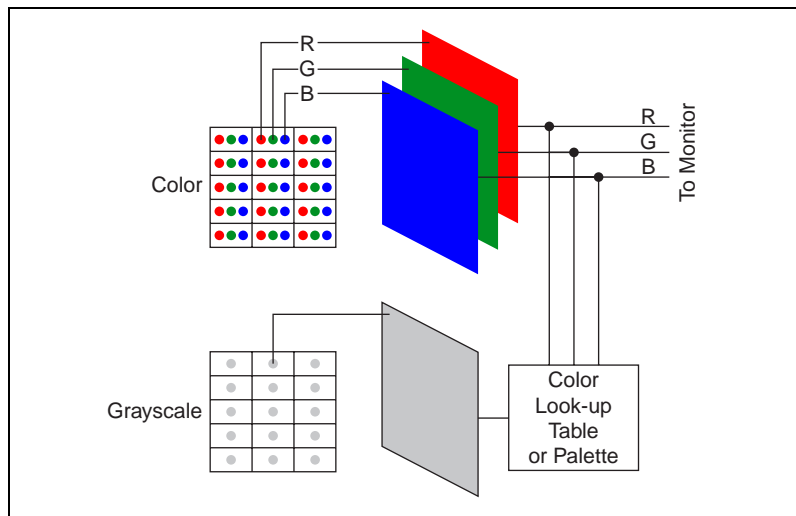 R
G
B
R
G
B
To Monitor
Color
Grayscale
Color
Look-up
Table
or Palette